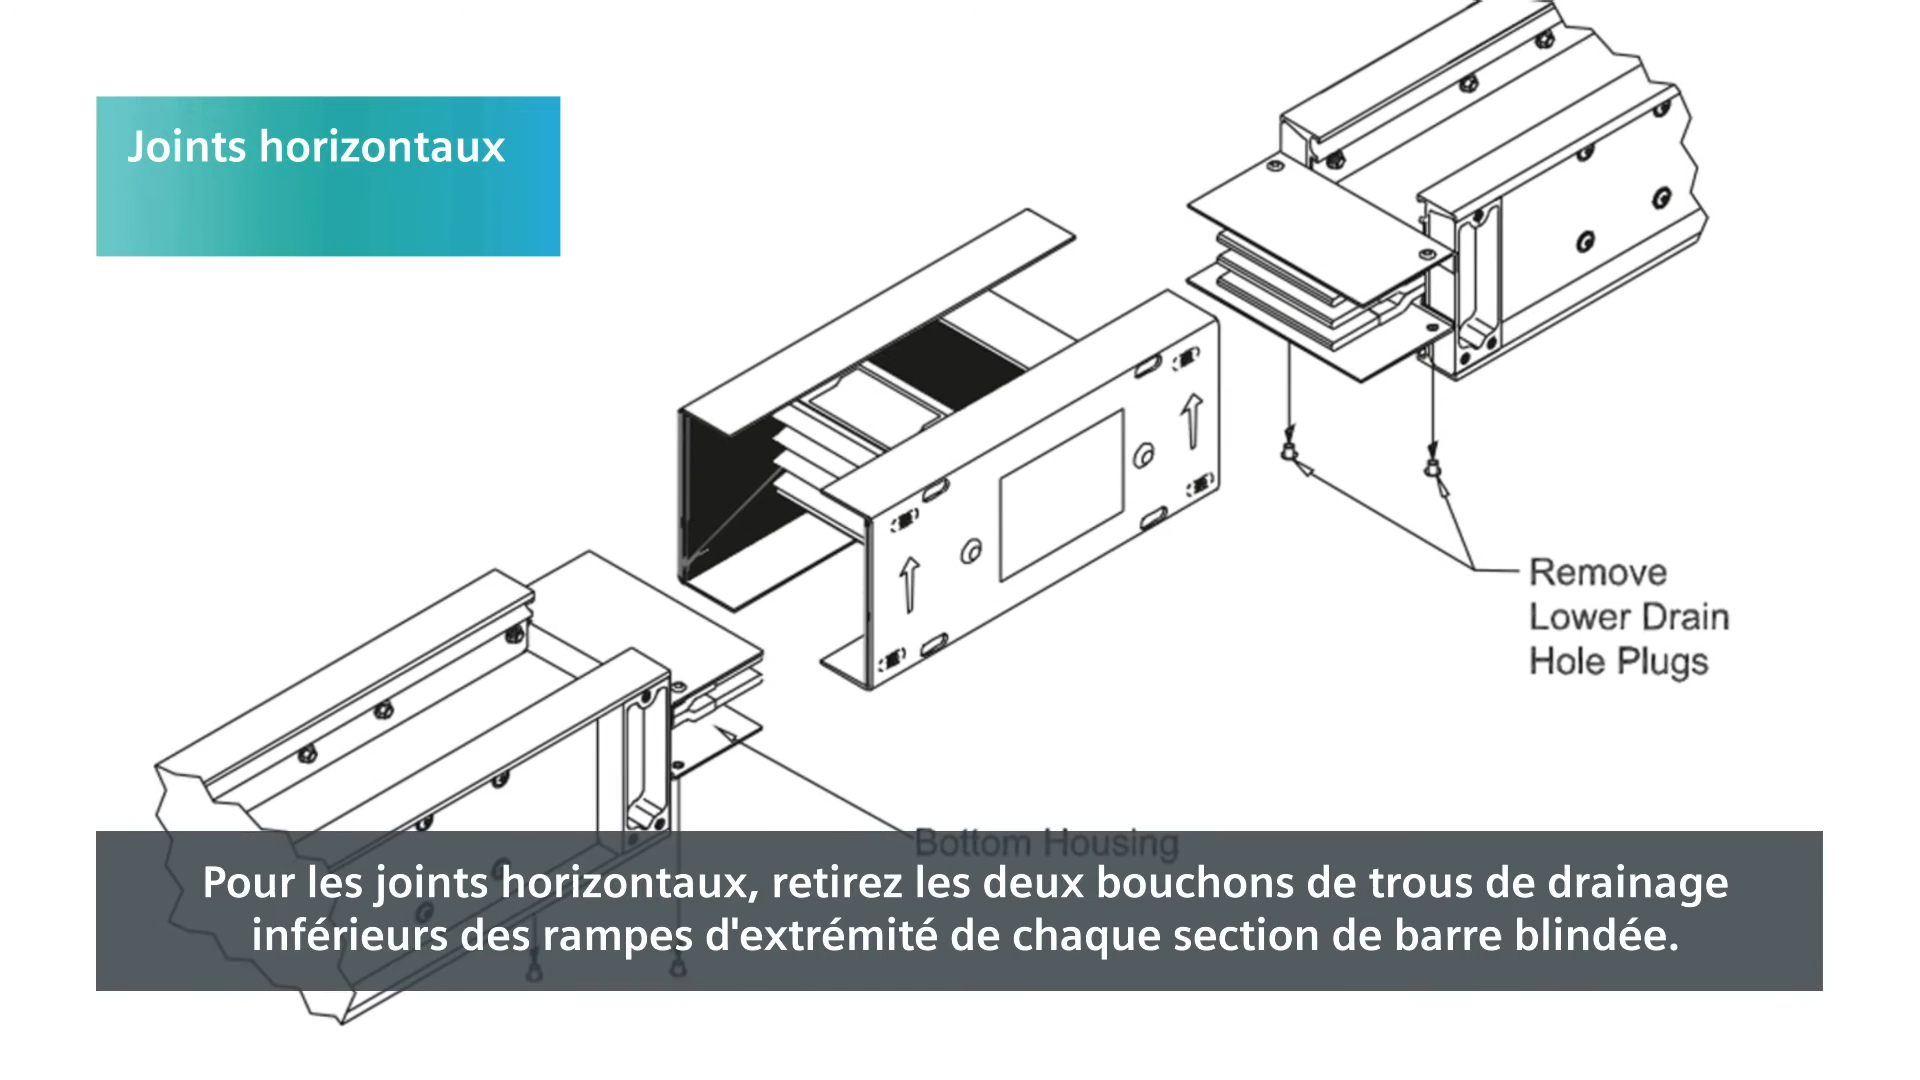 Joints horizontaux
Remove
Lower Drain
Hole Plugs
Bottom Housing
Pour les joints horizontaux, retirez les deux bouchons de trous de drainage
inférieurs des rampes d'extrémité de chaque section de barre blindée.